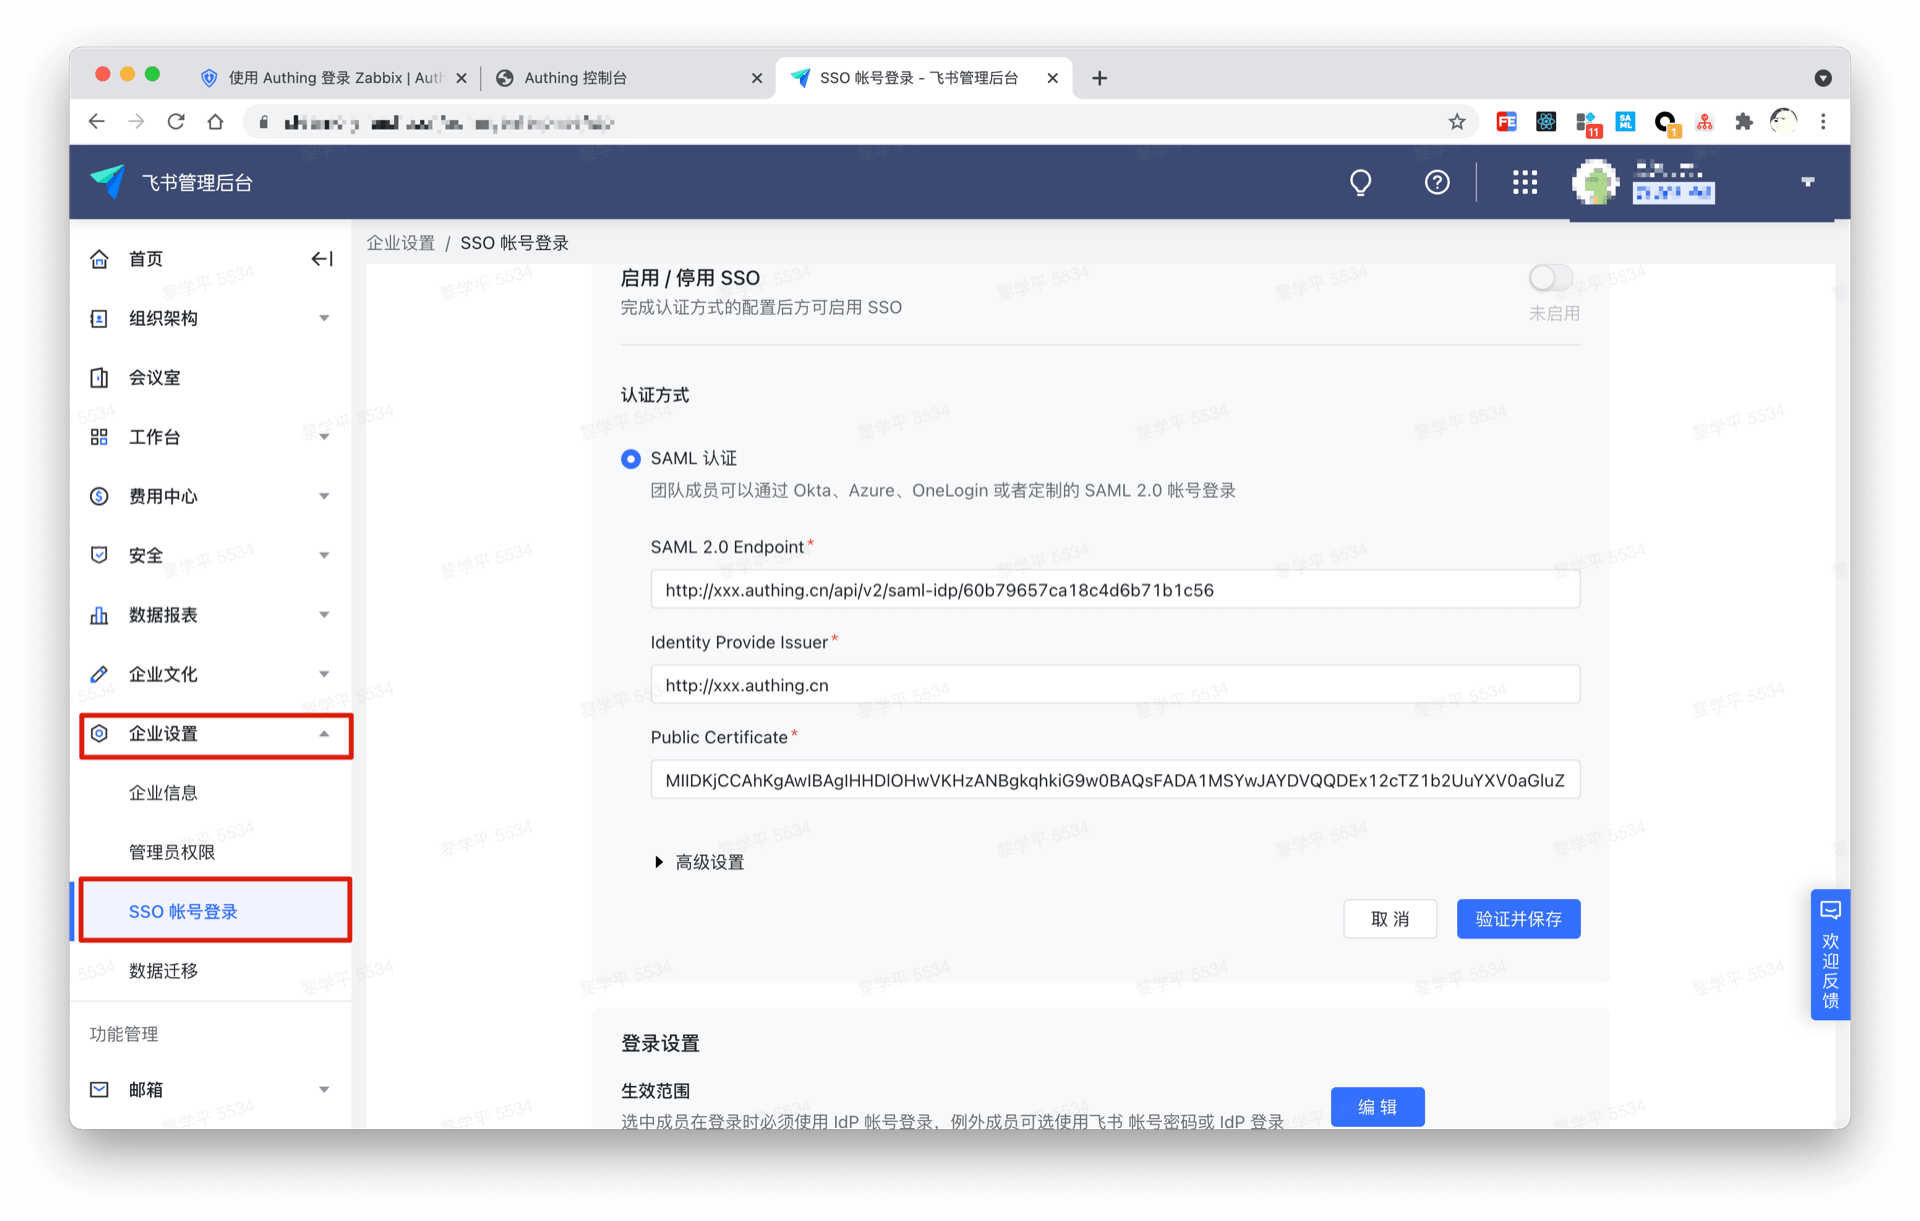 使用 Authing 登录 Zabbix | Auth
Authing 控制台
SSO 帐号登录 - 飞书管理后台
FE
11
SA
ML
1
飞书管理后台
首页
组织架构
会议室
工作台
费用中心
安全
数据报表
企业文化
企业设置
企业信息
管理员权限
SSO 帐号登录
数据迁移
功能管理
邮箱
企业设置 / SSO 帐号登录
启用 / 停用 SSO
完成认证方式的配置后方可启用 SSO
未启用
认证方式
SAML 认证
团队成员可以通过 Okta、Azure、OneLogin 或者定制的 SAML 2.0 帐号登录
SAML 2.0 Endpoint*
http://xxx.authing.cn/api/v2/saml-idp/60b79657ca18c4d6b71b1c56
Identity Provide Issuer*
http://xxx.authing.cn
Public Certificate*
MIIDKjCCAhKgAwIBAgIHHDlOHwVKHzANBgkqhkiG9w0BAQsFADA1MSYwJAYDVQQDEx12cTZ1b2UuYXV0aGluZ
高级设置
取 消
验证并保存
登录设置
生效范围
选中成员在登录时必须使用 IdP 帐号登录，例外成员可选使用飞书 帐号密码或 IdP 登录
编 辑
欢迎反馈
黎学平 5534